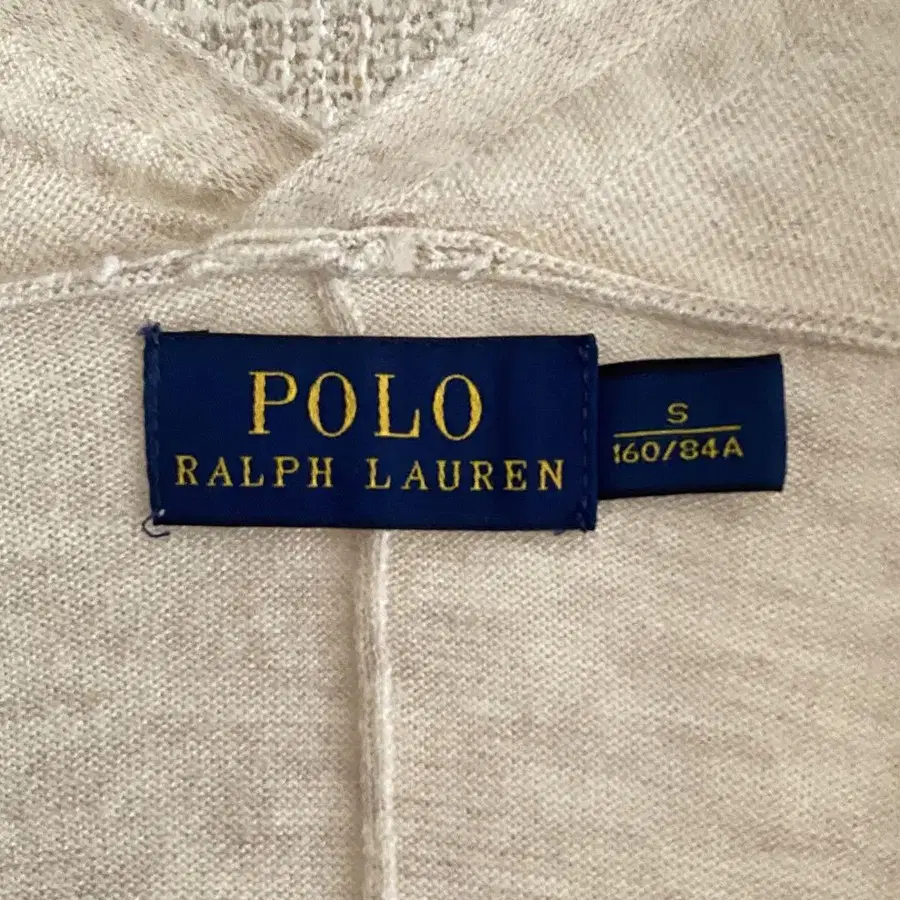 POLO
RALPH LAUREN
S
160/84A